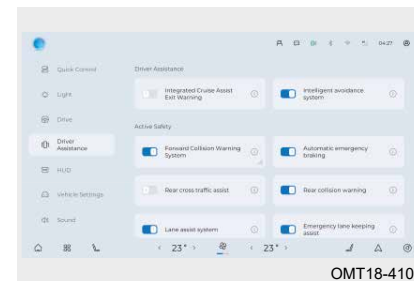 04:27
Quick Control
Driver Assistance
Light
Integrated Cruise Assist
Exit Warning
Intelligent avoidance
system
Drive
Active Safety
Driver
Assistance
Forward Collision Warning
System
Automatic emergency
braking
HUD
Vehicle Settings
Rear cross traffic assist
Rear collision warning
Sound
Lane assist system
Emergency lane keeping
assist
23°
23°
OMT18-410